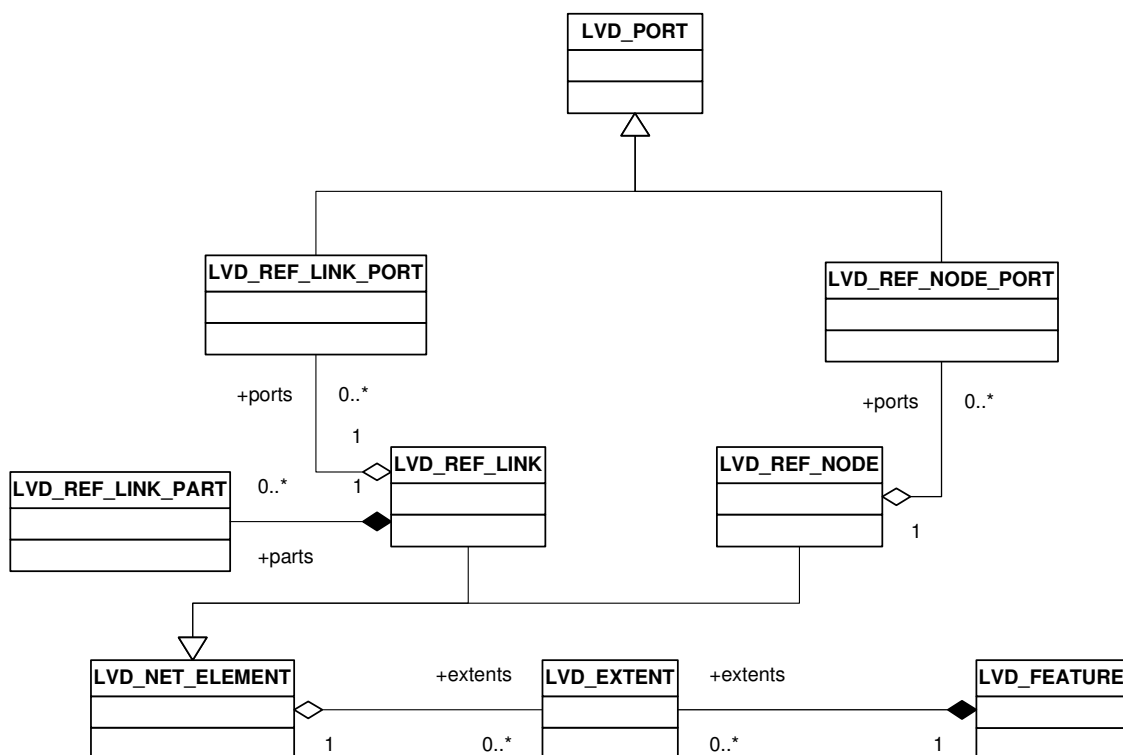 LVD_PORT
LVD_REF_LINK_PORT
LVD_REF_NODE_PORT
+ports 0..*
+ports 0..*
1
LVD_REF_LINK
LVD_REF_NODE
LVD_REF_LINK_PART
0..* 1
1
+parts
LVD_NET_ELEMENT
+extents
LVD_EXTENT
+extents
LVD_FEATURE
1
0..*
0..*
1